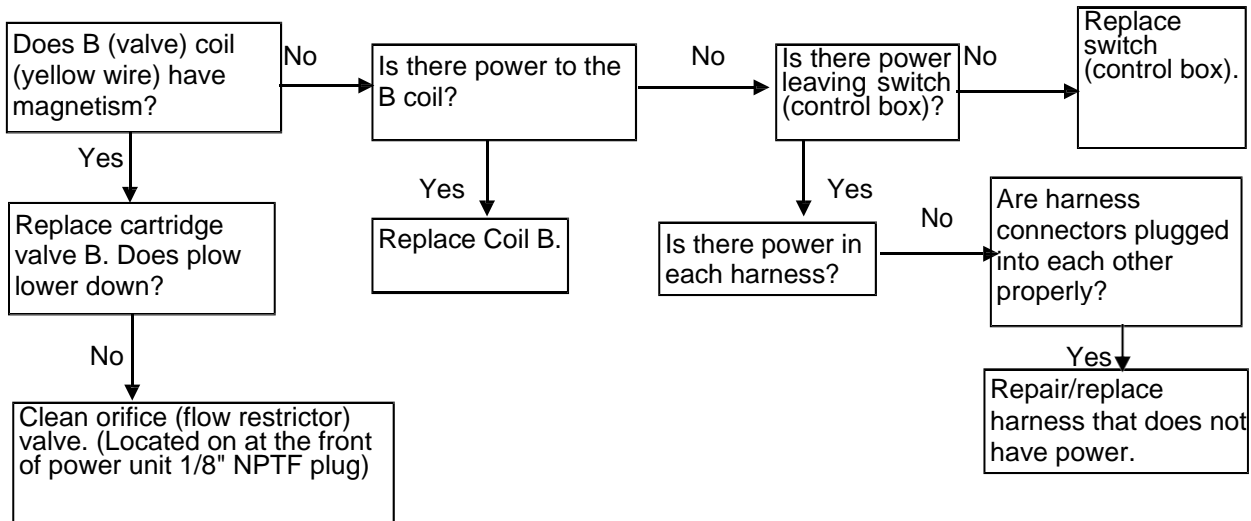 Does B (valve) coil
(yellow wire) have
magnetism?
No
Is there power to the
B coil?
No
Is there power
leaving switch
(control box)?
No
Replace
switch
(control box).
Yes
Yes
Yes
Replace cartridge
valve B. Does plow
lower down?
Replace Coil B.
Is there power in
each harness?
No
Are harness
connectors plugged
into each other
properly?
No
Yes
Clean orifice (flow restrictor)
valve. (Located on at the front
of power unit 1/8" NPTF plug)
Repair/replace
harness that does not
have power.